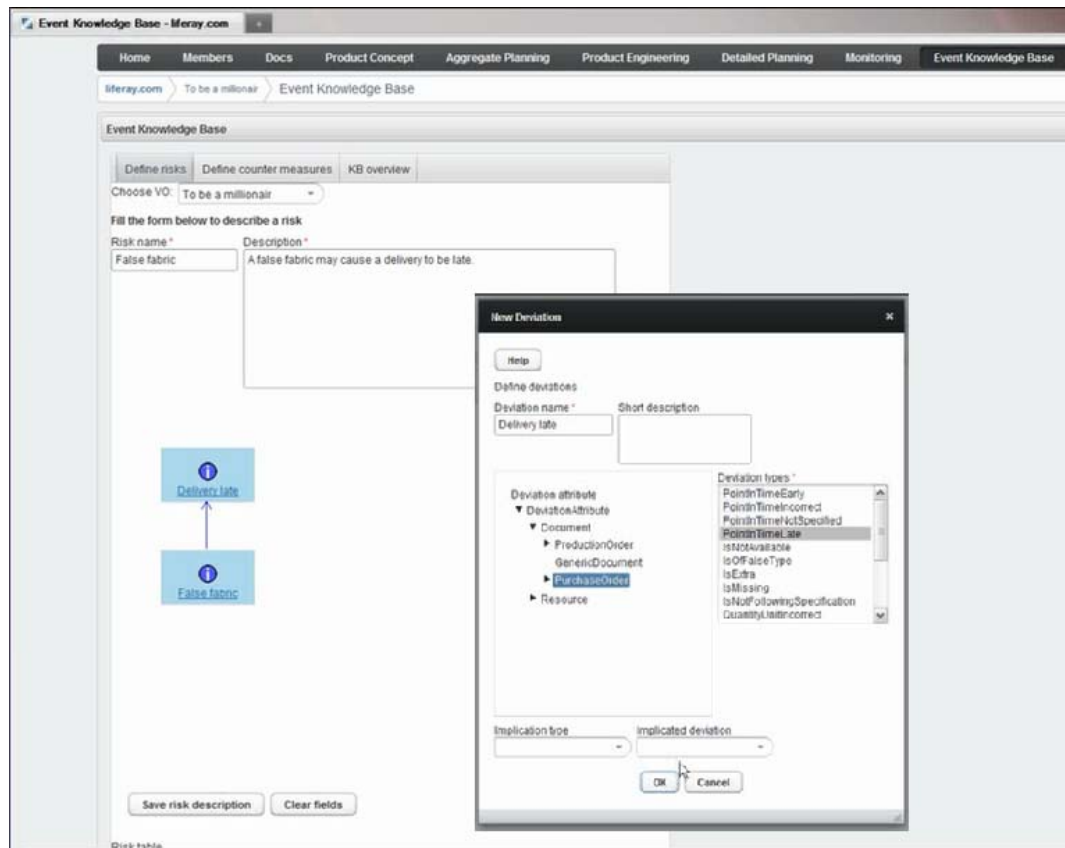 Event Knowledge Base - liferay.com
Home Members Docs Product Concept Aggregate Planning Product Engineering Detailed Planning Monitoring Event Knowledge Base
liferay.com To be a millionair Event Knowledge Base
Event Knowledge Base
Define risks Define counter measures KB overview
Choose VO: To be a millionair
Fill the form below to describe a risk
Risk name * Description *
False fabric A false fabric may cause a delivery to be late.
Delivery late
False fabric
Save risk description Clear fields
Risk table
New Deviation
Help
Define deviations
Deviation name * Short description
Delivery late
Deviation attribute
DeviationAttribute
Document
ProductionOrder
GenericDocument
PurchaseOrder
Resource
Deviation types *
PointInTimeEarly
PointInTimeIncorrect
PointInTimeNotSpecified
PointInTimeLate
IsNotAvailable
IsOfFalseType
IsExtra
IsMissing
IsNotFollowingSpecification
QuantityUnitIncorrect
Implication type Implicated deviation
OK Cancel